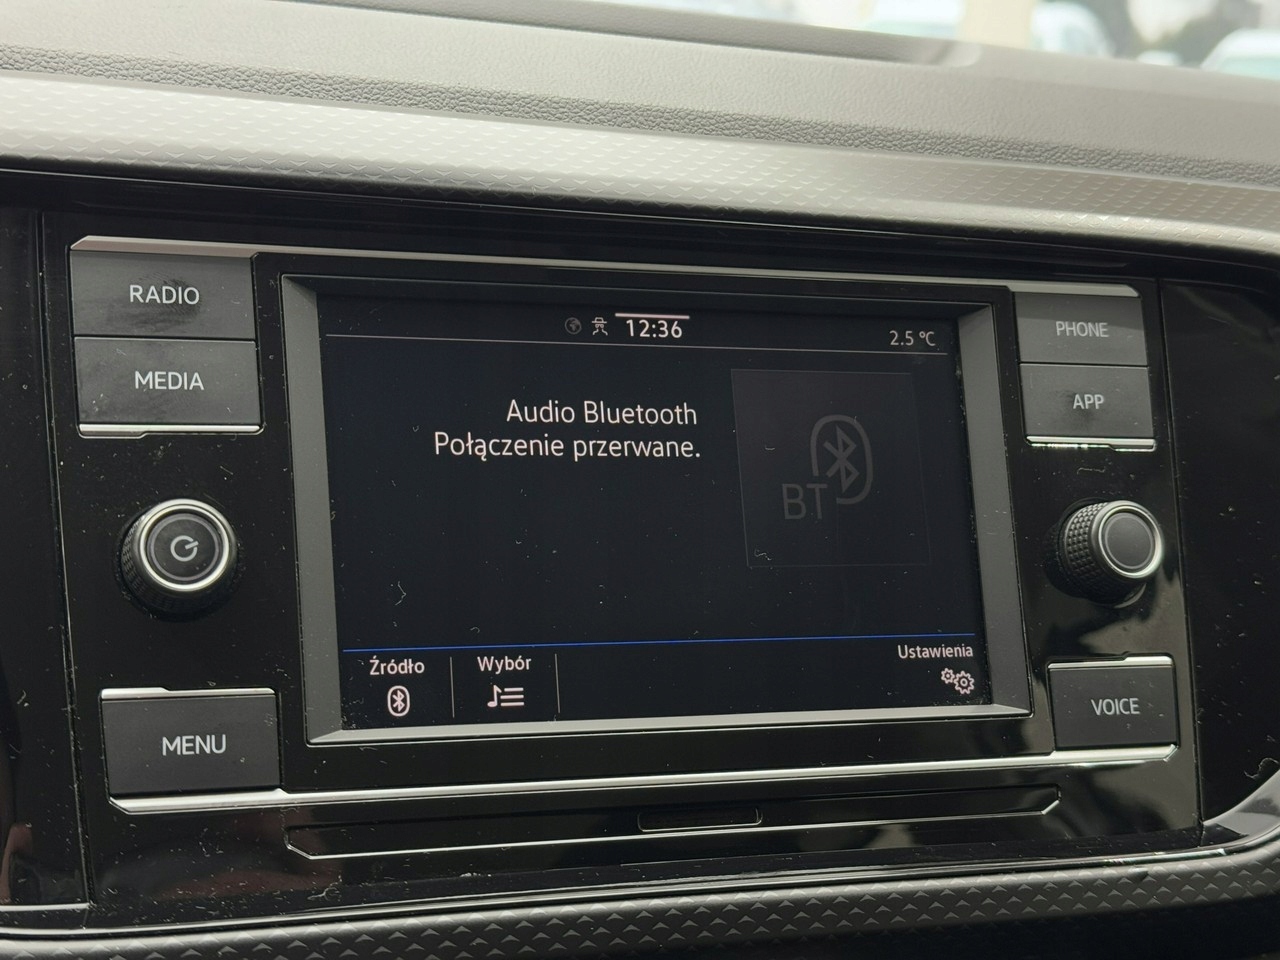 RADIO
MEDIA
MENU
12:36
2.5 °C
Audio Bluetooth
Połączenie przerwane.
BT
Źródło
Wybór
Ustawienia
PHONE
APP
VOICE